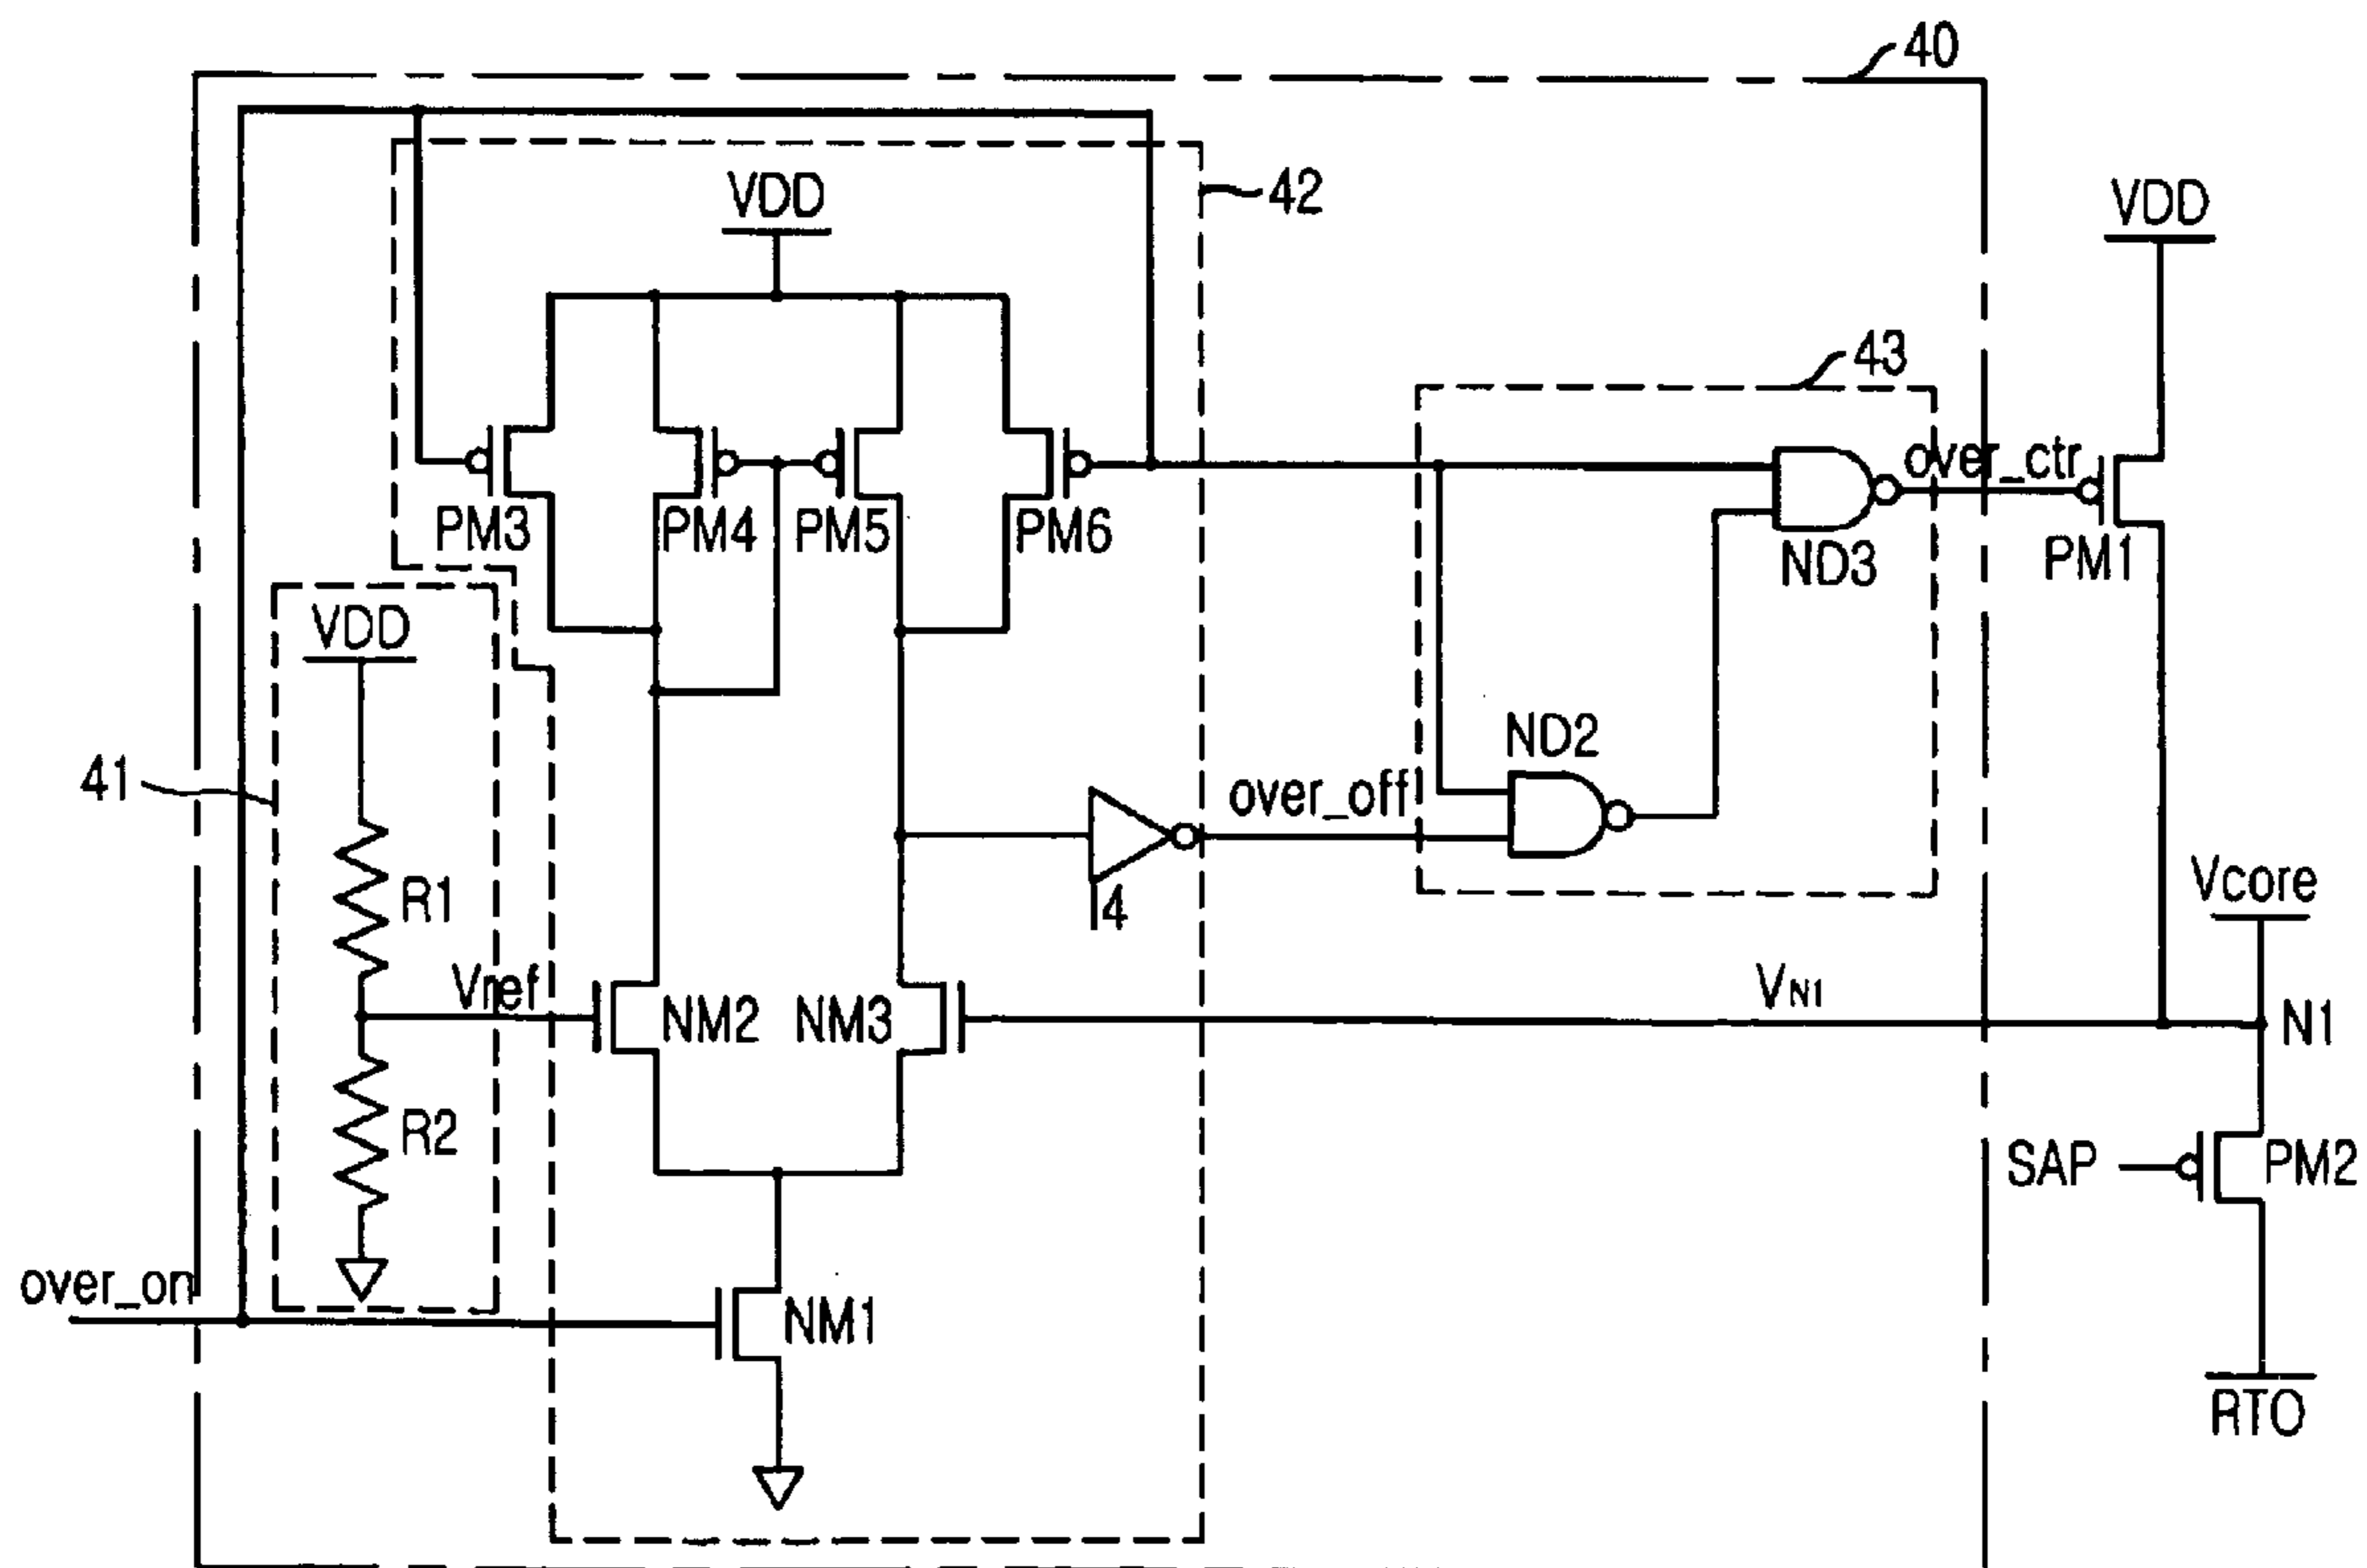 40
VDD
42
VDD
43
over_ctr
PM3
PM4
PM5
PM6
ND3
PM1
VDD
ND2
41
over_off
R1
I4
Vcore
Vref
NM2
NM3
VN1
N1
R2
SAP
PM2
over_on
NM1
RTO